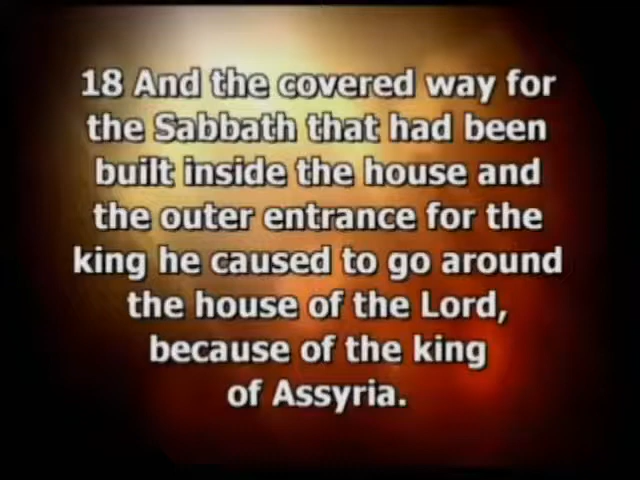 18 And the covered way for
the Sabbath that had been
built inside the house and
the outer entrance for the
king he caused to go around
the house of the Lord,
because of the king
of Assyria.